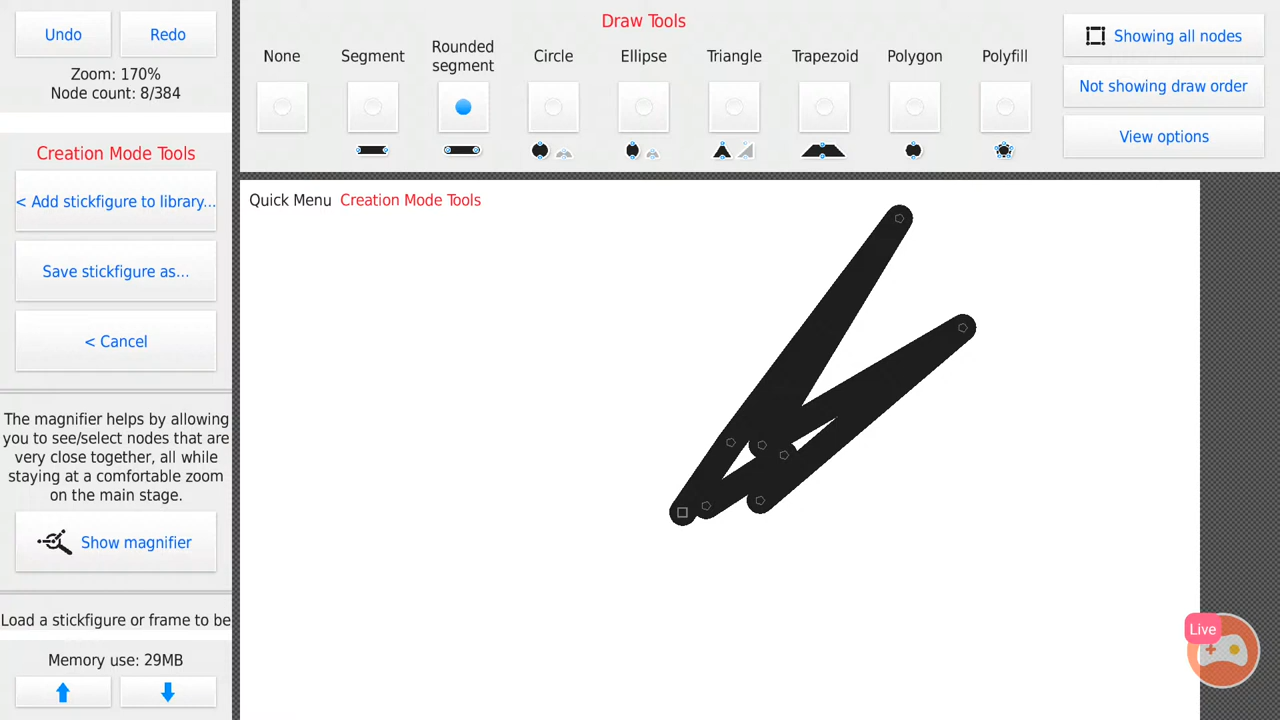 Undo
Redo
Zoom: 170%
Node count: 8/384
Creation Mode Tools
< Add stickfigure to library...
Save stickfigure as...
< Cancel
The magnifier helps by allowing
you to see/select nodes that are
very close together, all while
staying at a comfortable zoom
on the main stage.
Show magnifier
Load a stickfigure or frame to be
Memory use: 29MB
Draw Tools
None
Segment
Rounded
segment
Circle
Ellipse
Triangle
Trapezoid
Polygon
Polyfill
Showing all nodes
Not showing draw order
View options
Quick Menu Creation Mode Tools
Live